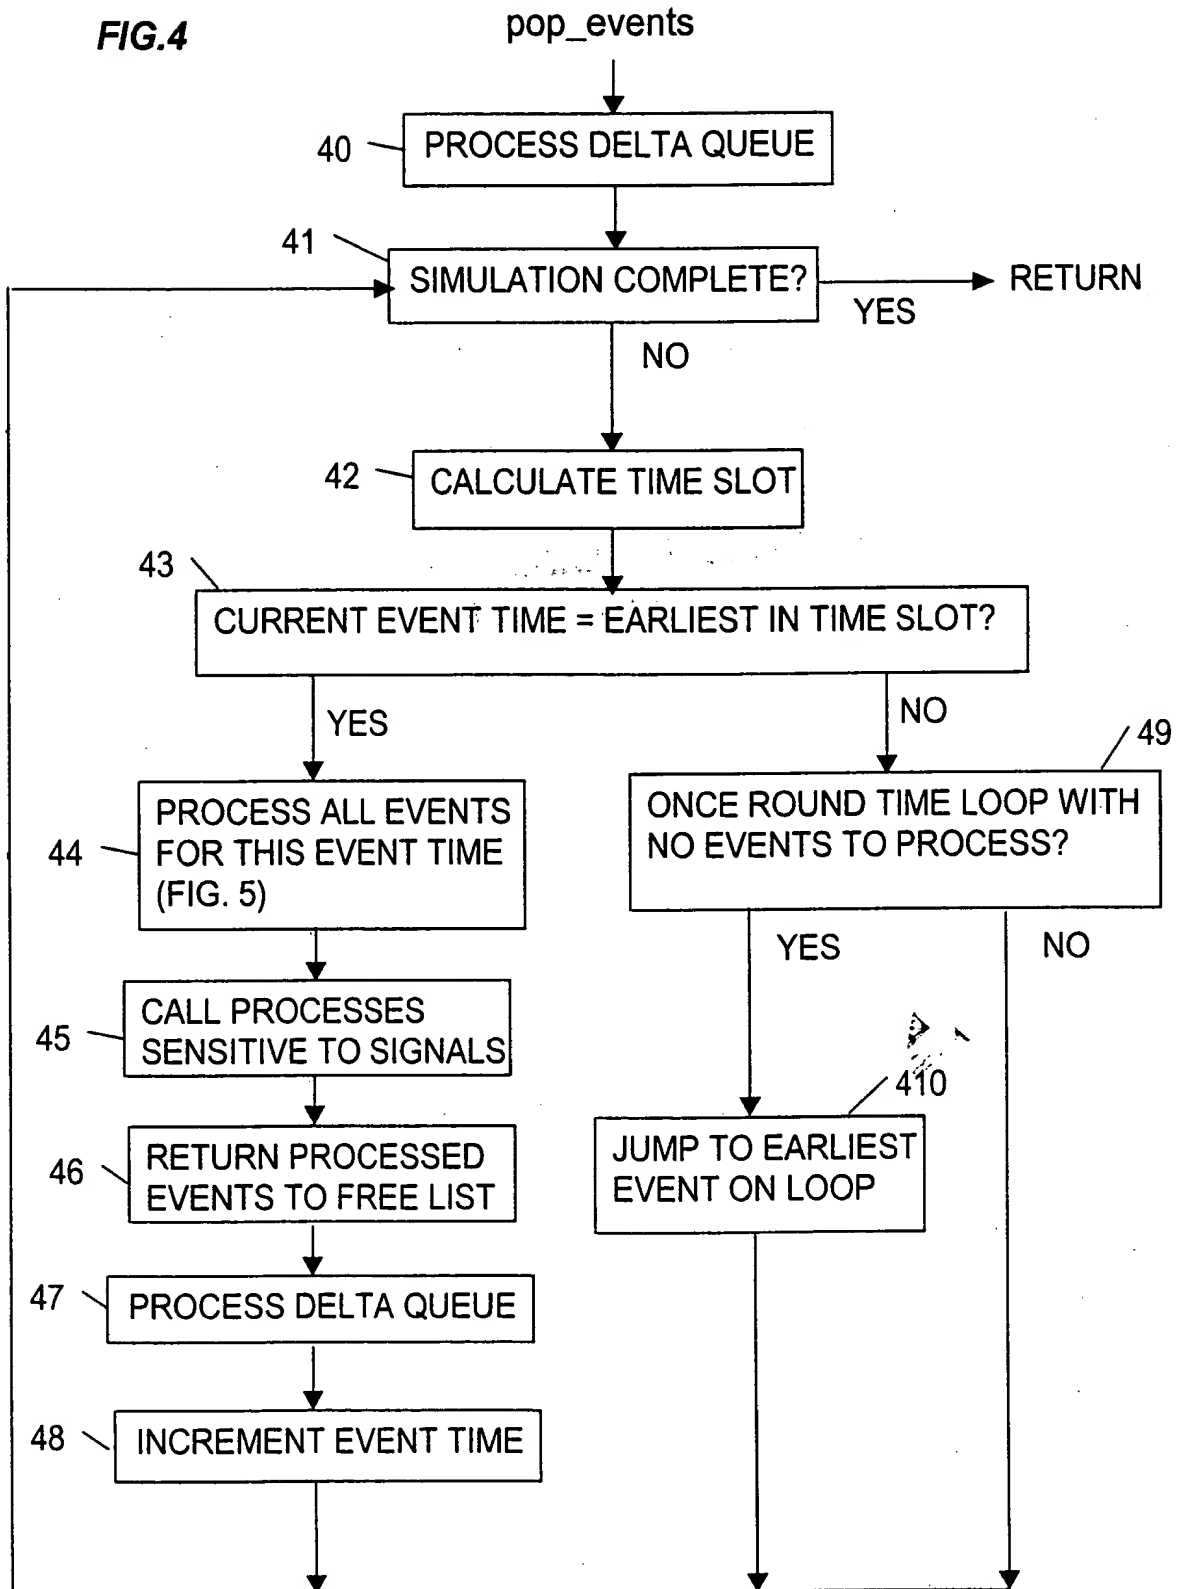 FIG.4
pop_events
40
PROCESS DELTA QUEUE
41
SIMULATION COMPLETE?
RETURN
YES
NO
42
CALCULATE TIME SLOT
43
CURRENT EVENT TIME = EARLIEST IN TIME SLOT?
YES
NO
49
44
PROCESS ALL EVENTS
FOR THIS EVENT TIME
(FIG. 5)
ONCE ROUND TIME LOOP WITH
NO EVENTS TO PROCESS?
YES
NO
45
CALL PROCESSES
SENSITIVE TO SIGNALS
410
46
RETURN PROCESSED
EVENTS TO FREE LIST
JUMP TO EARLIEST
EVENT ON LOOP
47
PROCESS DELTA QUEUE
48
INCREMENT EVENT TIME